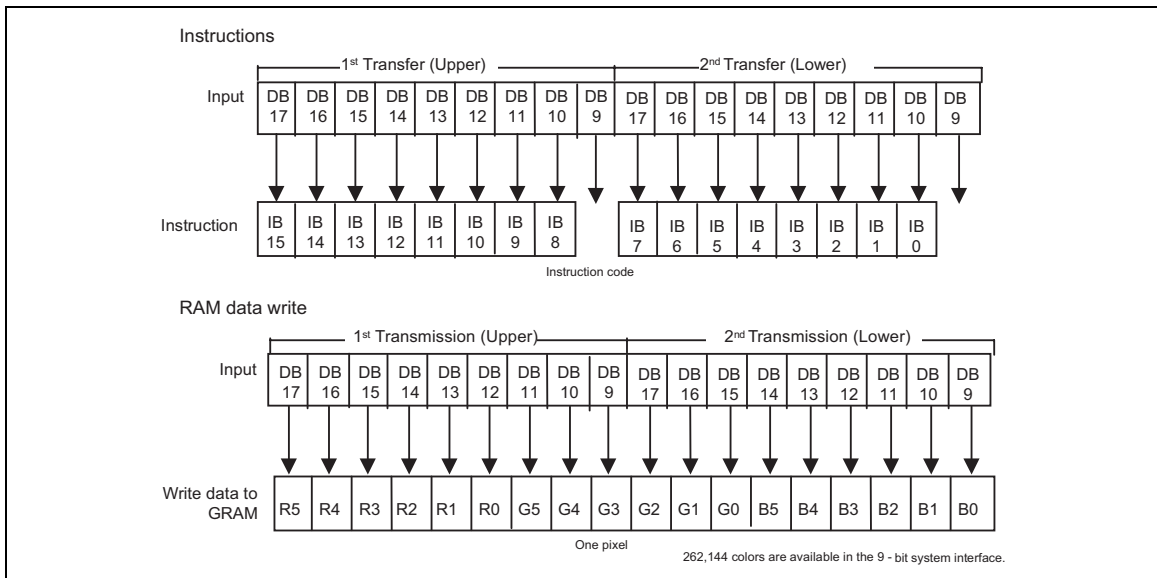 Instructions
1st Transfer (Upper) 2nd Transfer (Lower)
Input DB DB DB DB DB DB DB DB DB DB DB DB DB DB DB DB DB DB
17 16 15 14 13 12 11 10 9 17 16 15 14 13 12 11 10 9
Instruction IB IB IB IB IB IB IB IB IB IB IB IB IB IB IB IB
15 14 13 12 11 10 9 8 7 6 5 4 3 2 1 0
Instruction code
RAM data write
1st Transmission (Upper) 2nd Transmission (Lower)
Input DB DB DB DB DB DB DB DB DB DB DB DB DB DB DB DB DB DB
17 16 15 14 13 12 11 10 9 17 16 15 14 13 12 11 10 9
Write data to
GRAM
R5 R4 R3 R2 R1 R0 G5 G4 G3 G2 G1 G0 B5 B4 B3 B2 B1 B0
One pixel
262,144 colors are available in the 9 - bit system interface.